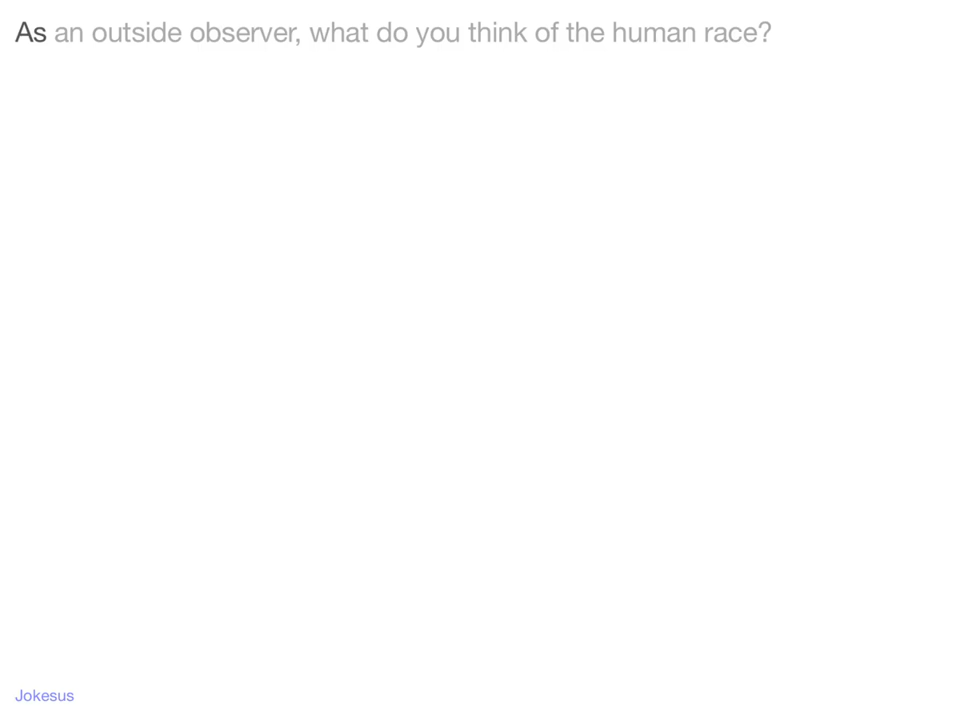 As an outside observer, what do you think of the human race?
Jokesus